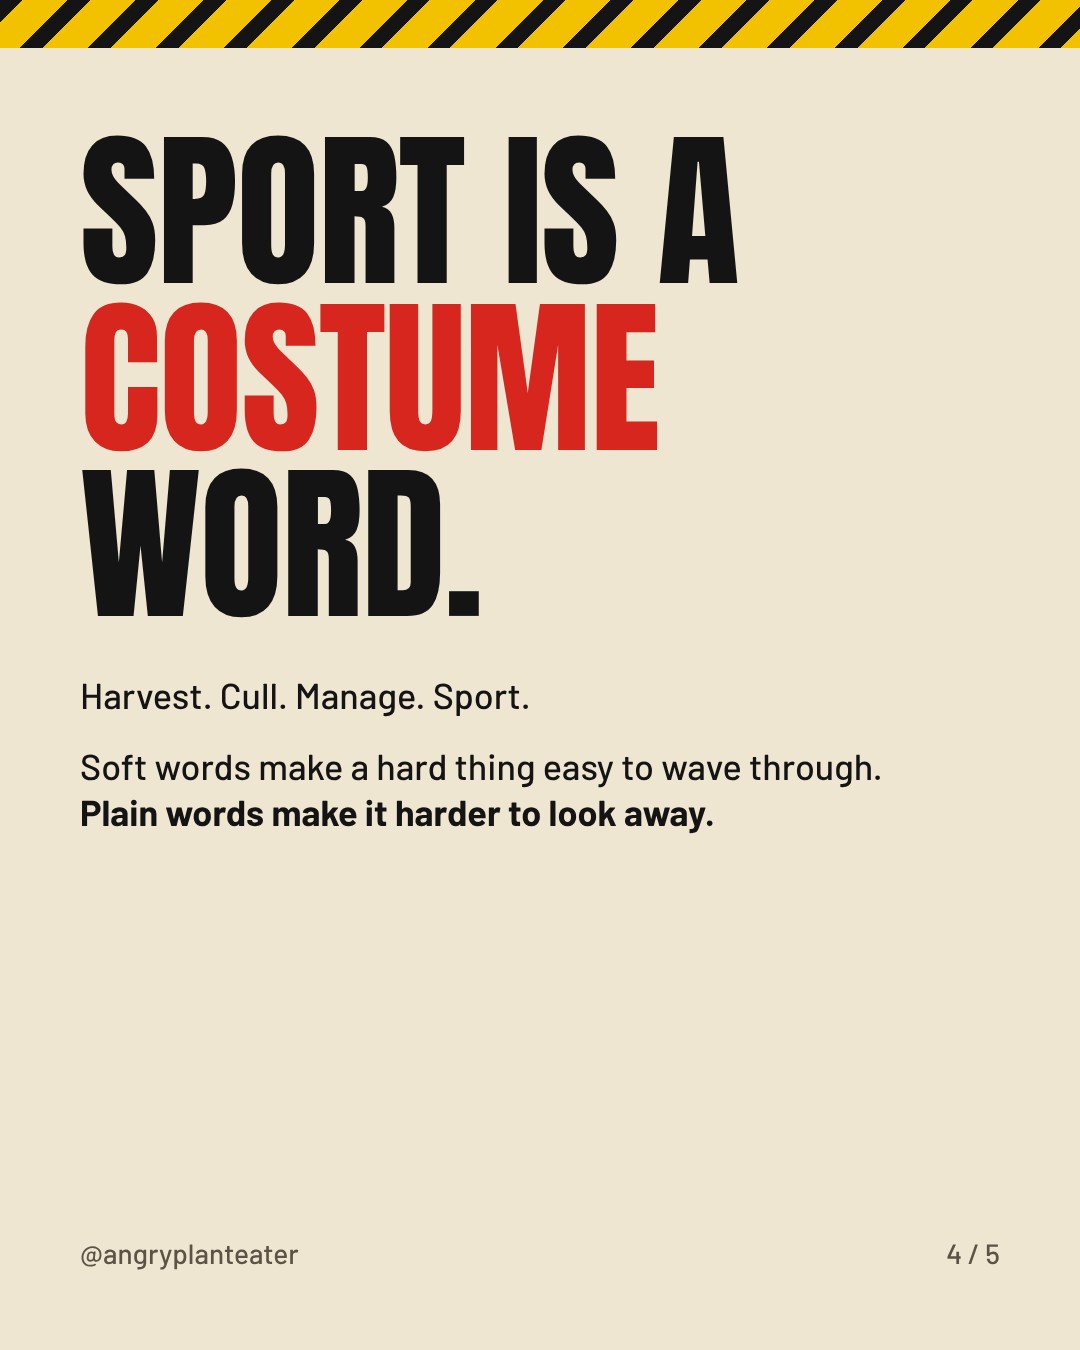 SPORT IS A
COSTUME
WORD.
Harvest. Cull. Manage. Sport.
Soft words make a hard thing easy to wave through.
Plain words make it harder to look away.
@angryplanteater
4 / 5